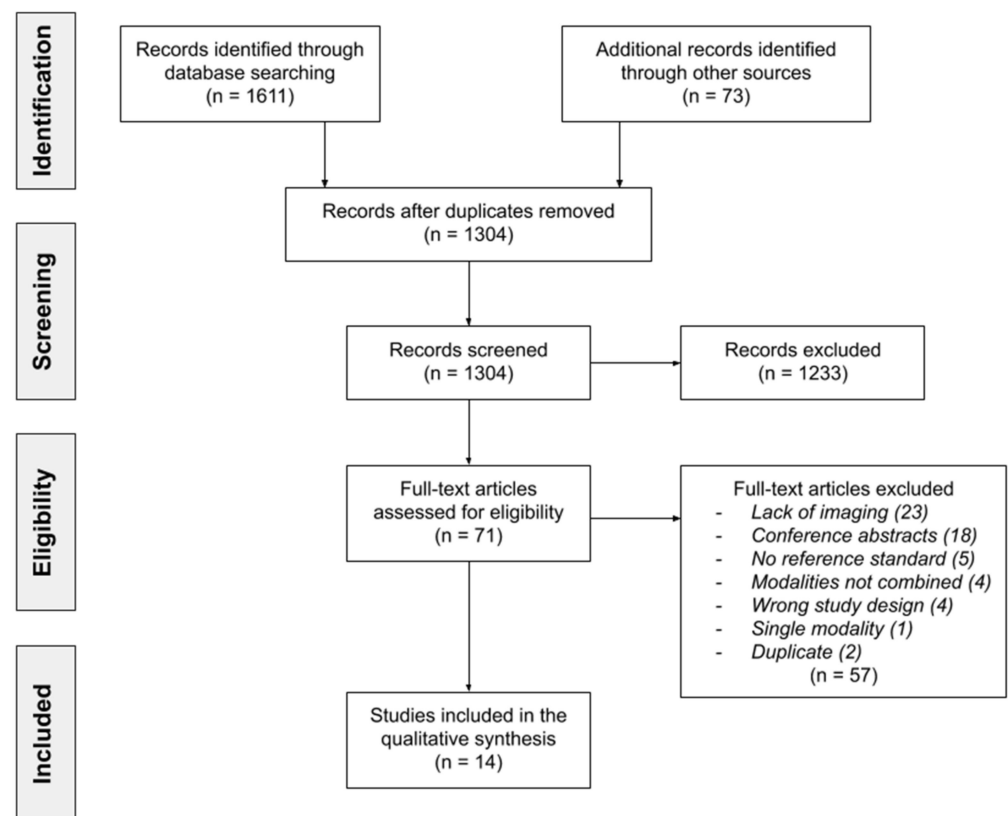 Identification
Records identified through
database searching
(n = 1611)
Additional records identified
through other sources
(n = 73)
Records after duplicates removed
(n = 1304)
Screening
Records screened
(n = 1304)
Records excluded
(n = 1233)
Eligibility
Full-text articles
assessed for eligibility
(n = 71)
Full-text articles excluded
- Lack of imaging (23)
- Conference abstracts (18)
- No reference standard (5)
- Modalities not combined (4)
- Wrong study design (4)
- Single modality (1)
- Duplicate (2)
(n = 57)
Included
Studies included in the
qualitative synthesis
(n = 14)